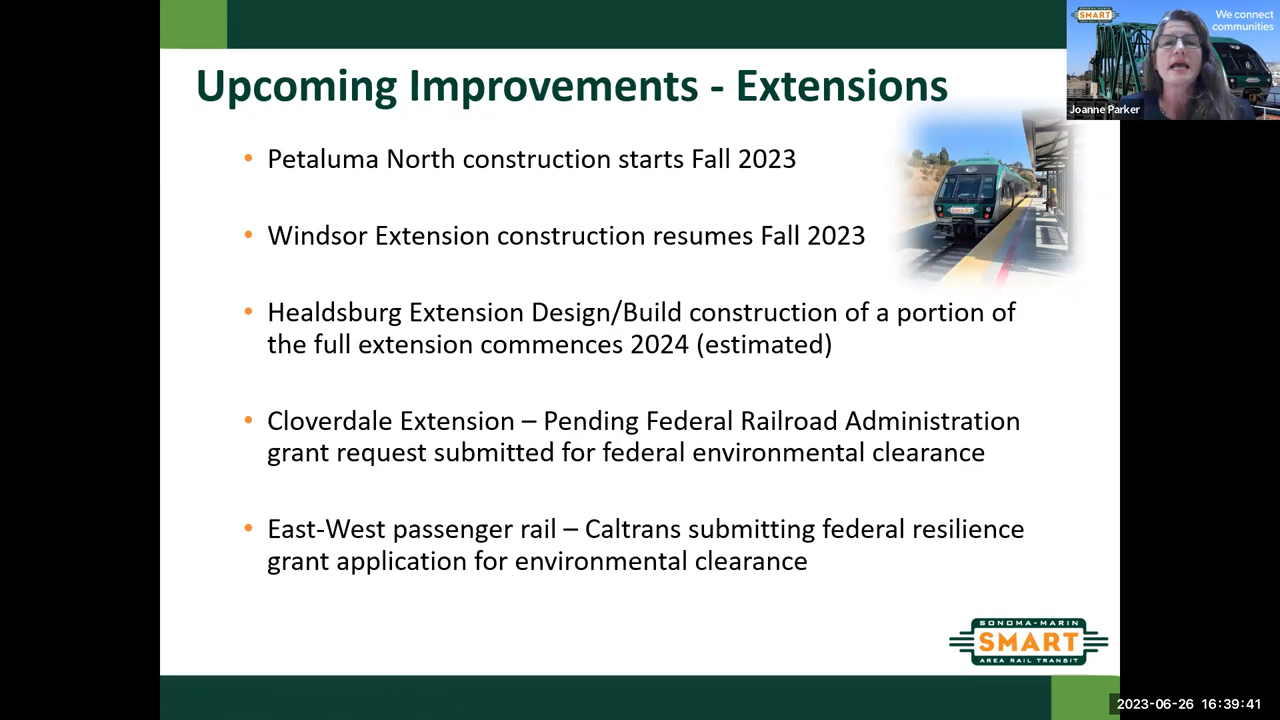 Upcoming Improvements - Extensions
• Petaluma North construction starts Fall 2023
• Windsor Extension construction resumes Fall 2023
• Healdsburg Extension Design/Build construction of a portion of
the full extension commences 2024 (estimated)
• Cloverdale Extension – Pending Federal Railroad Administration
grant request submitted for federal environmental clearance
• East-West passenger rail – Caltrans submitting federal resilience
grant application for environmental clearance
SONOMA-MARIN
SMART
AREA RAIL TRANSIT
SMART
We connect
communities
Joanne Parker
SMART
2023-06-26 16:39:41